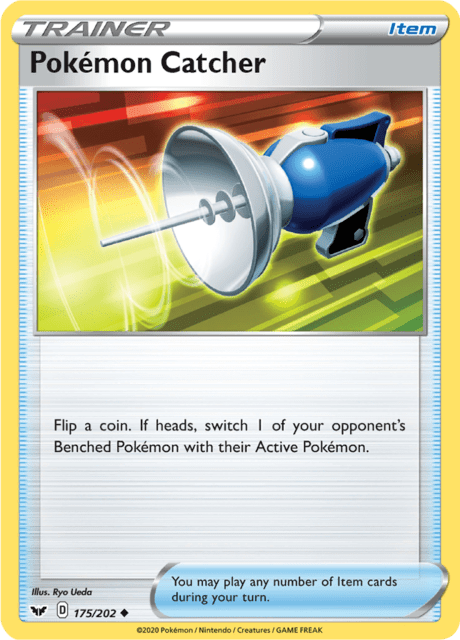 TRAINER Item
Pokémon Catcher
Flip a coin. If heads, switch 1 of your opponent's
Benched Pokémon with their Active Pokémon.
Illus. Ryo Ueda
You may play any number of Item cards
during your turn.
D 175/202 ◆
©2020 Pokémon / Nintendo / Creatures / GAME FREAK